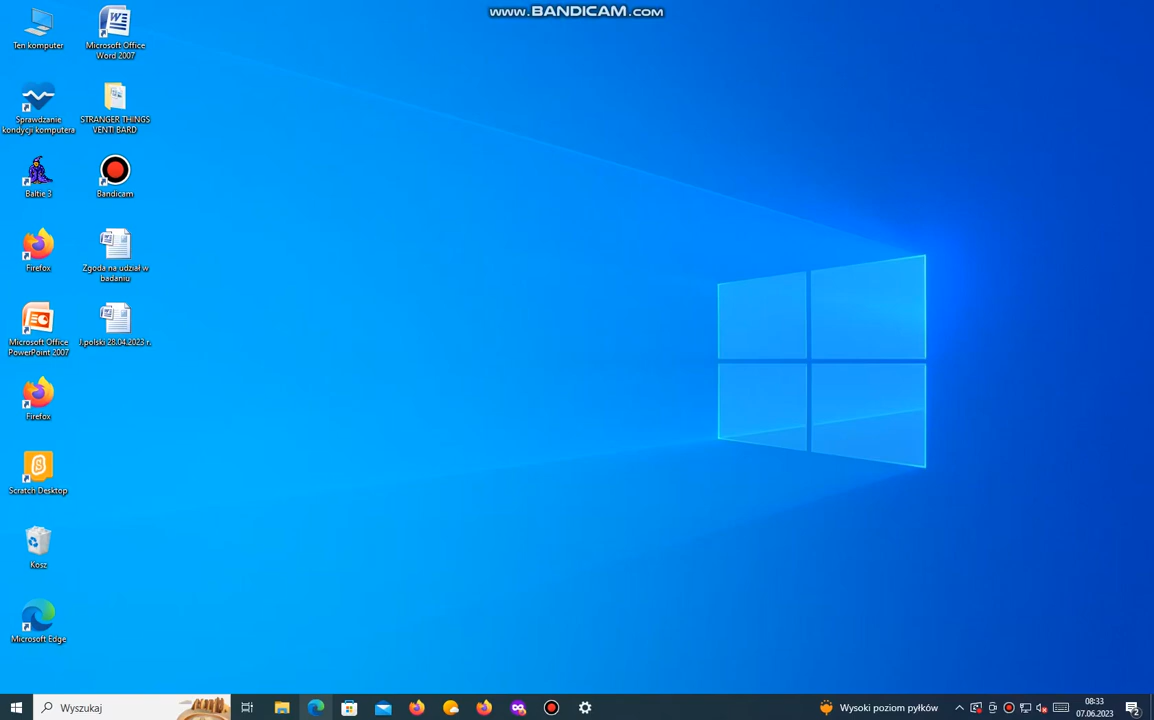 www.BANDICAM.com
Ten komputer
Microsoft Office
Word 2007
Sprawdzanie
kondycji komputera
STRANGER THINGS
VENTI BARD
Baltie 3
Bandicam
Firefox
Zgoda na udział w
badaniu
Microsoft Office
PowerPoint 2007
J.polski 28.04.2023 r.
Firefox
Scratch Desktop
Kosz
Microsoft Edge
Wyszukaj
Wysoki poziom pyłków
08:33
07.06.2023
2